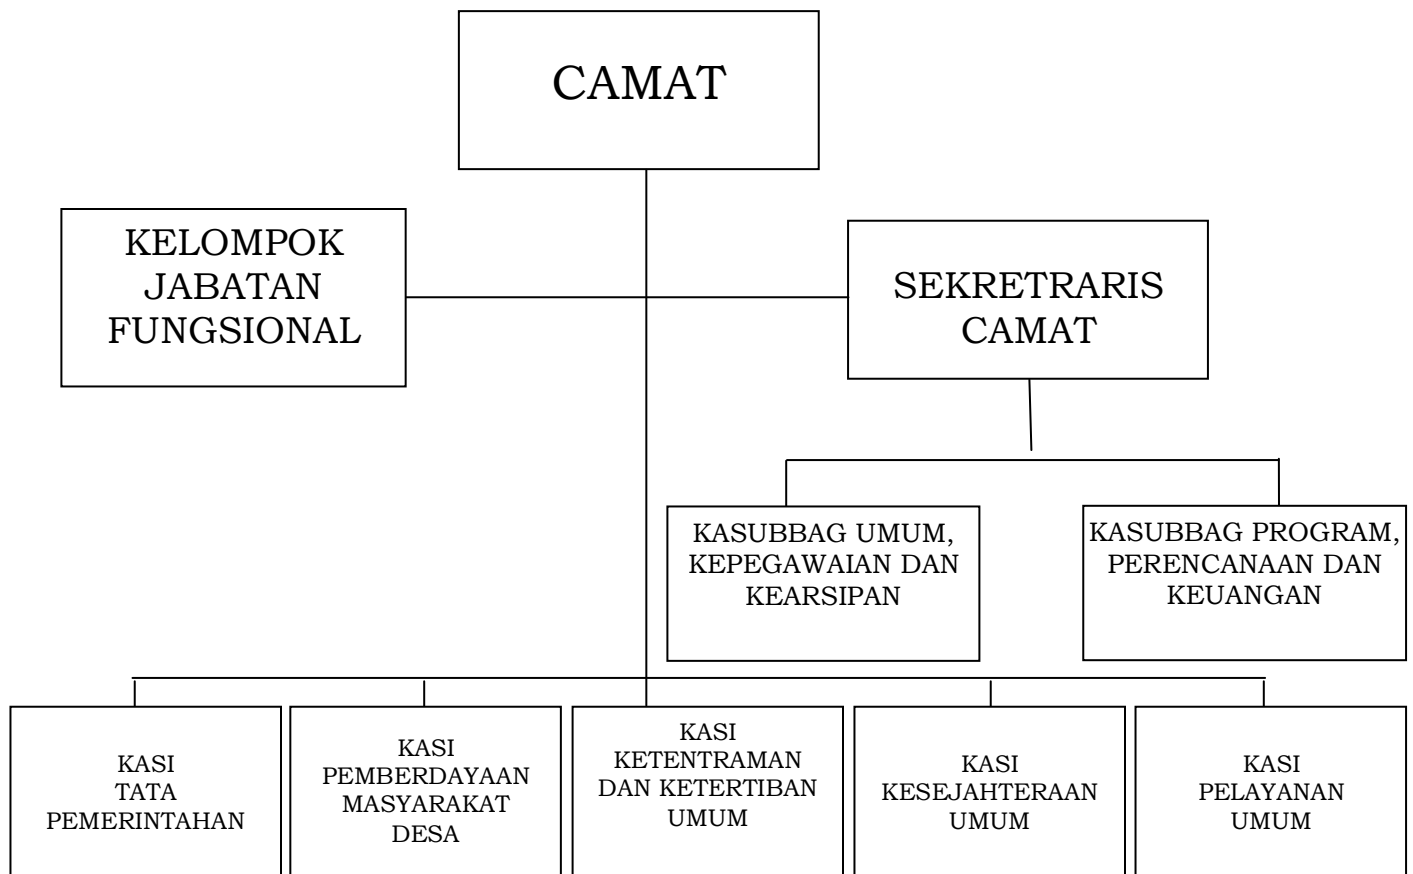 CAMAT
KELOMPOK
JABATAN
FUNGSIONAL
SEKRETRARIS
CAMAT
KASUBBAG UMUM,
KEPEGAWAIAN DAN
KEARSIPAN
KASUBBAG PROGRAM,
PERENCANAAN DAN
KEUANGAN
KASI
TATA
PEMERINTAHAN
KASI
PEMBERDAYAAN
MASYARAKAT
DESA
KASI
KETENTRAMAN
DAN KETERTIBAN
UMUM
KASI
KESEJAHTERAAN
UMUM
KASI
PELAYANAN
UMUM